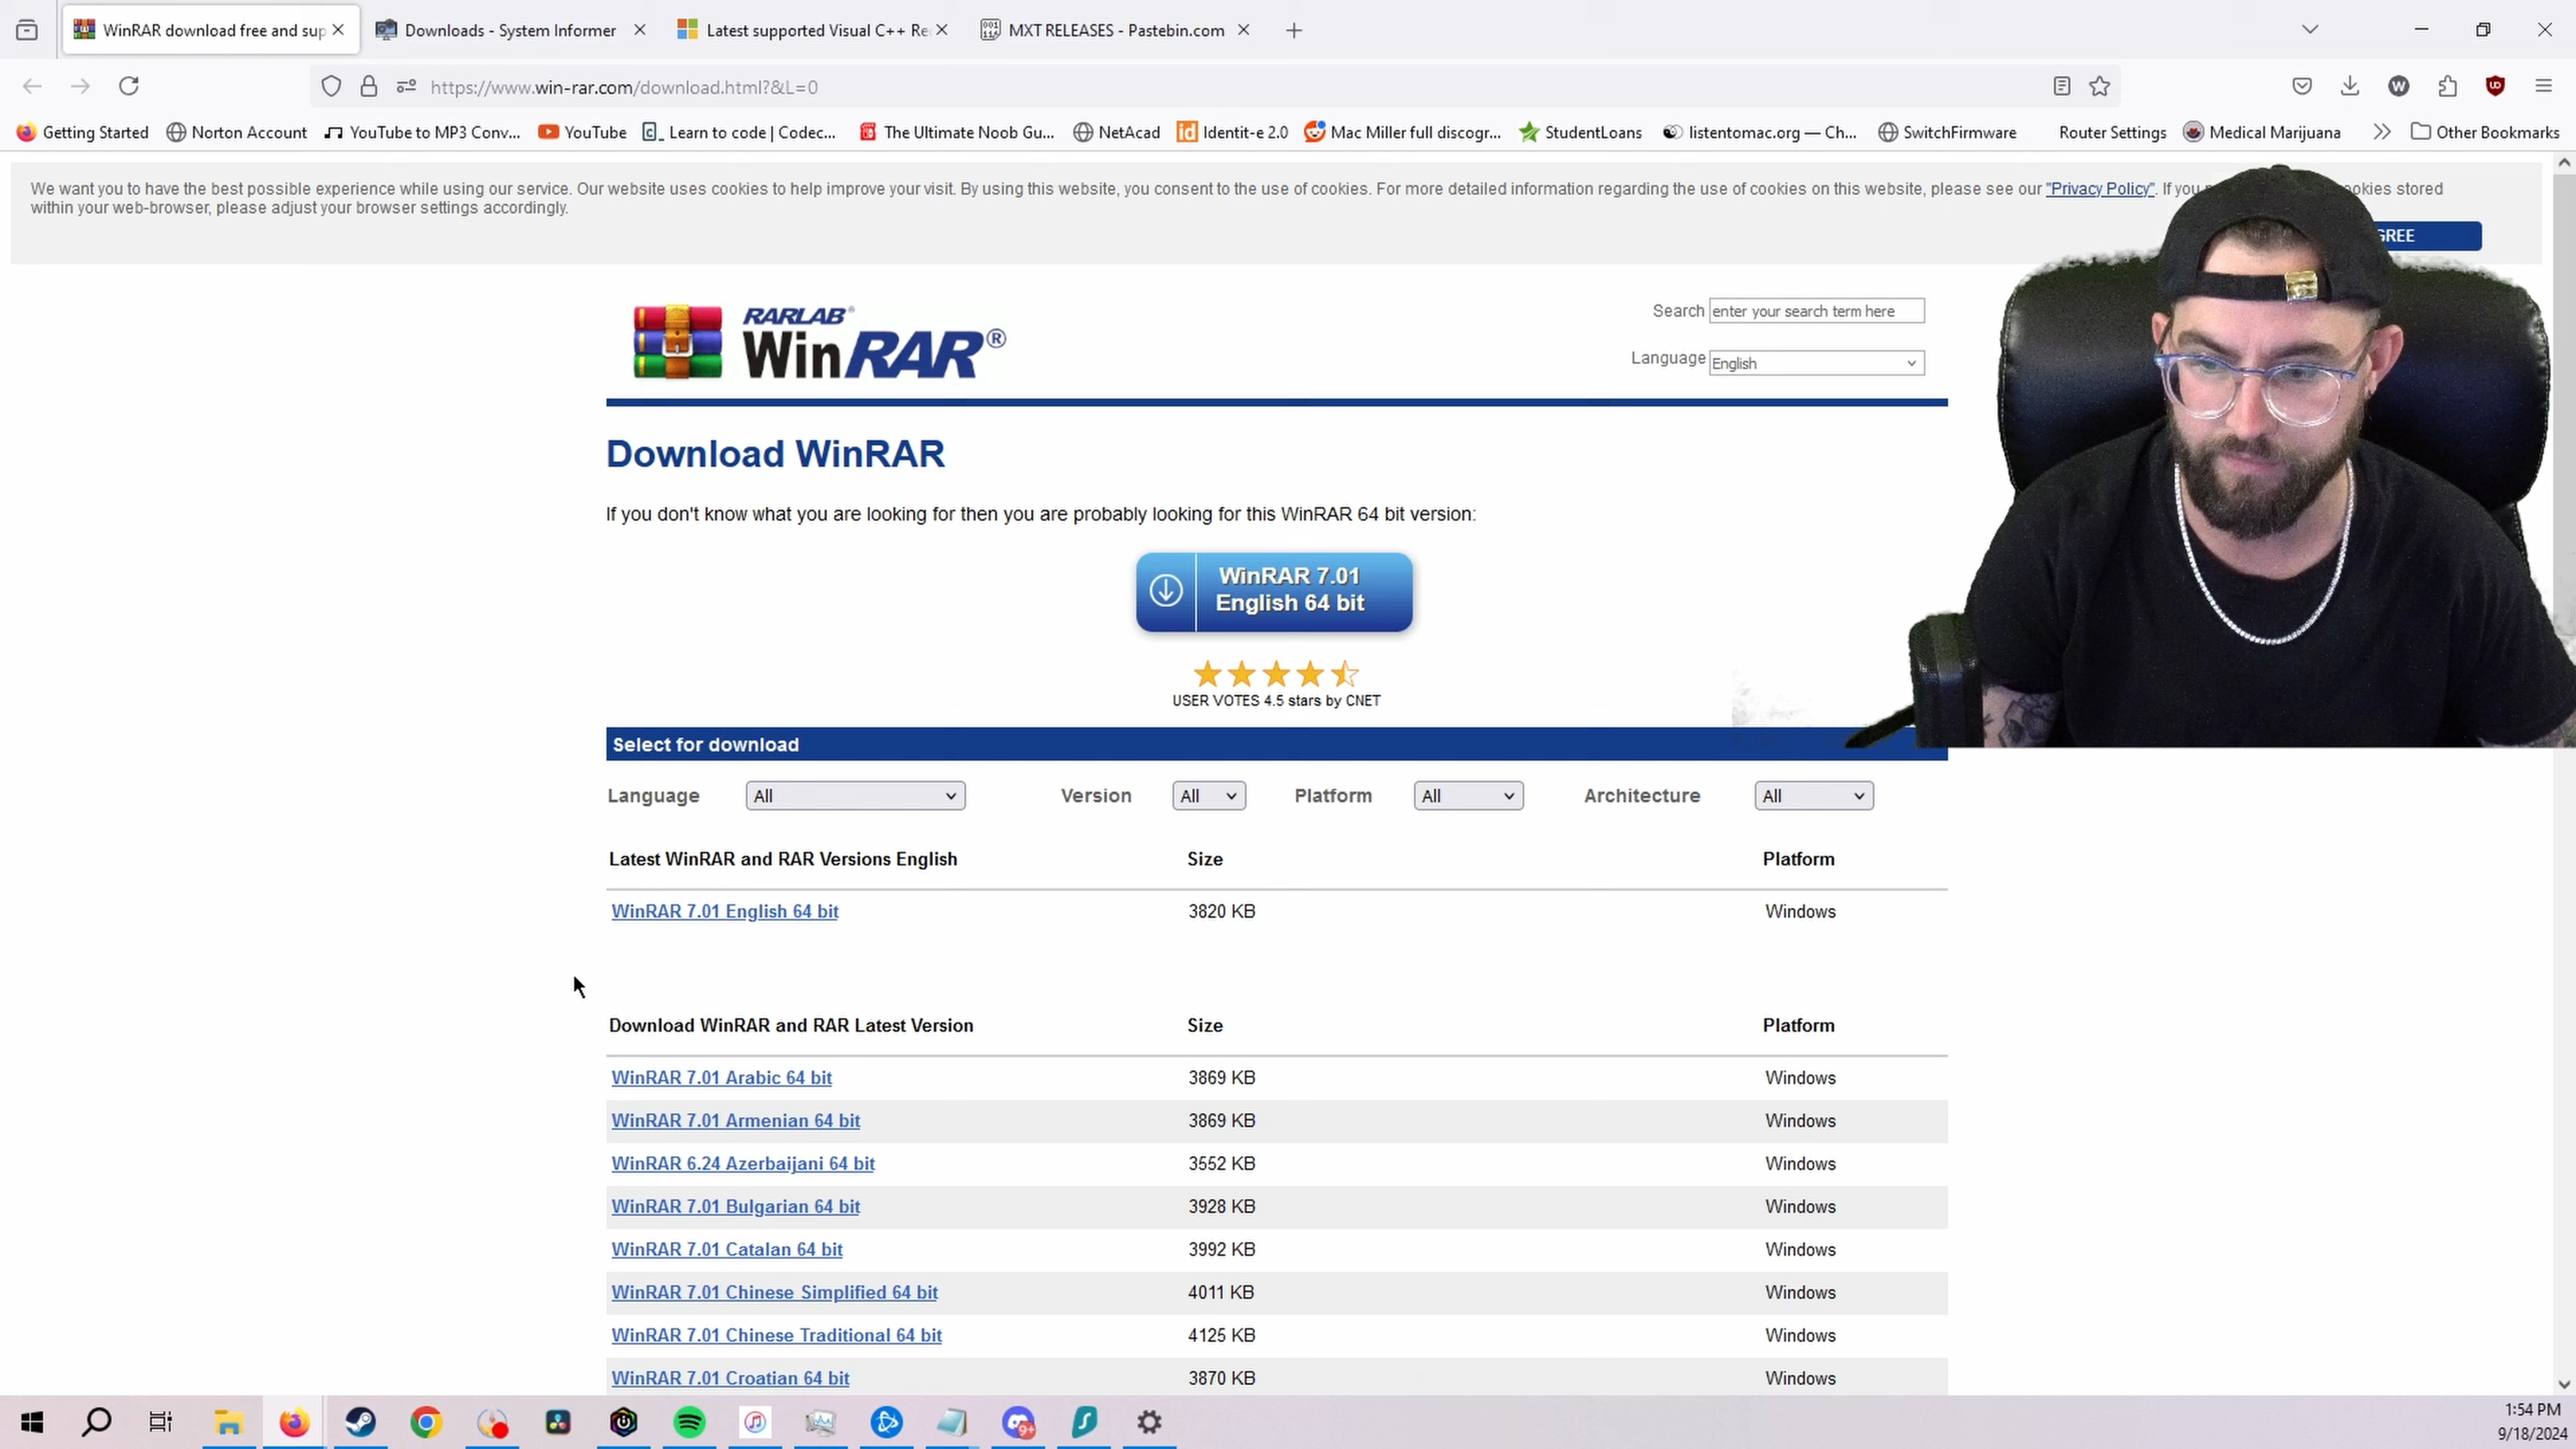 WinRAR download free and sup
Downloads - System Informer
Latest supported Visual C++ Re
MXT RELEASES - Pastebin.com
https://www.win-rar.com/download.html?&L=0
Getting Started
Norton Account
YouTube to MP3 Conv...
YouTube
Learn to code | Codec...
The Ultimate Noob Gu...
NetAcad
Identit-e 2.0
Mac Miller full discogr...
StudentLoans
listentomac.org — Ch...
SwitchFirmware
Router Settings
Medical Marijuana
Other Bookmarks
We want you to have the best possible experience while using our service. Our website uses cookies to help improve your visit. By using this website, you consent to the use of cookies. For more detailed information regarding the use of cookies on this website, please see our "Privacy Policy". If you okies stored
within your web-browser, please adjust your browser settings accordingly.
GREE
RARLAB®
WinRAR®
Search enter your search term here
Language English
Download WinRAR
If you don't know what you are looking for then you are probably looking for this WinRAR 64 bit version:
WinRAR 7.01
English 64 bit
USER VOTES 4.5 stars by CNET
Select for download
Language All Version All Platform All Architecture All
Latest WinRAR and RAR Versions English Size Platform
WinRAR 7.01 English 64 bit 3820 KB Windows
Download WinRAR and RAR Latest Version Size Platform
WinRAR 7.01 Arabic 64 bit 3869 KB Windows
WinRAR 7.01 Armenian 64 bit 3869 KB Windows
WinRAR 6.24 Azerbaijani 64 bit 3552 KB Windows
WinRAR 7.01 Bulgarian 64 bit 3928 KB Windows
WinRAR 7.01 Catalan 64 bit 3992 KB Windows
WinRAR 7.01 Chinese Simplified 64 bit 4011 KB Windows
WinRAR 7.01 Chinese Traditional 64 bit 4125 KB Windows
WinRAR 7.01 Croatian 64 bit 3870 KB Windows
1:54 PM
9/18/2024